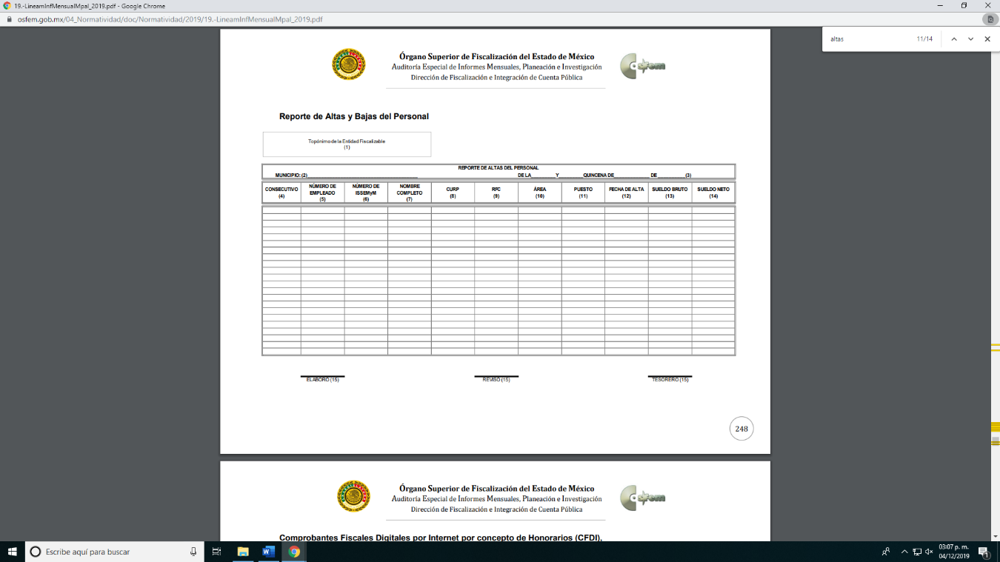 19.-LineamInfMensualMpal_2019.pdf - Google Chrome
osfem.gob.mx/04_Normatividad/doc/Normatividad/2019/19.-LineamInfMensualMpal_2019.pdf
altas 11/14
Órgano Superior de Fiscalización del Estado de México
Auditoría Especial de Informes Mensuales, Planeación e Investigación
Dirección de Fiscalización e Integración de Cuenta Pública
osfem
Reporte de Altas y Bajas del Personal
Topónimo de la Entidad Fiscalizable
(1)
REPORTE DE ALTAS DEL PERSONAL
MUNICIPIO: (2)____ DE LA____ Y____QUINCENA DE____ DE ____(3)
CONSECUTIVO (4) NÚMERO DE EMPLEADO (5) NÚMERO DE ISSEMyM (6) NOMBRE COMPLETO (7) CURP (8) RFC (9) ÁREA (10) PUESTO (11) FECHA DE ALTA (12) SUELDO BRUTO (13) SUELDO NETO (14)
ELABORÓ (15) REVISÓ (15) TESORERO (15)
248
Órgano Superior de Fiscalización del Estado de México
Auditoría Especial de Informes Mensuales, Planeación e Investigación
Dirección de Fiscalización e Integración de Cuenta Pública
osfem
Comprobantes Fiscales Digitales por Internet por concepto de Honorarios (CFDI),
Escribe aquí para buscar
03:07 p. m.
04/12/2019
1